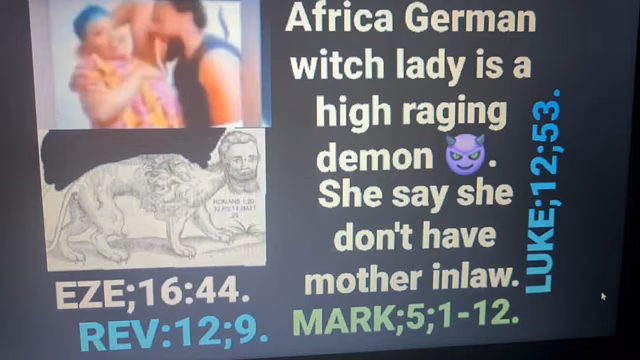 Africa German
witch lady is a
high raging
demon 😈.
She say she
don't have
mother inlaw.
LUKE;12;53.
EZE;16:44.
REV:12;9.
MARK;5;1-12.